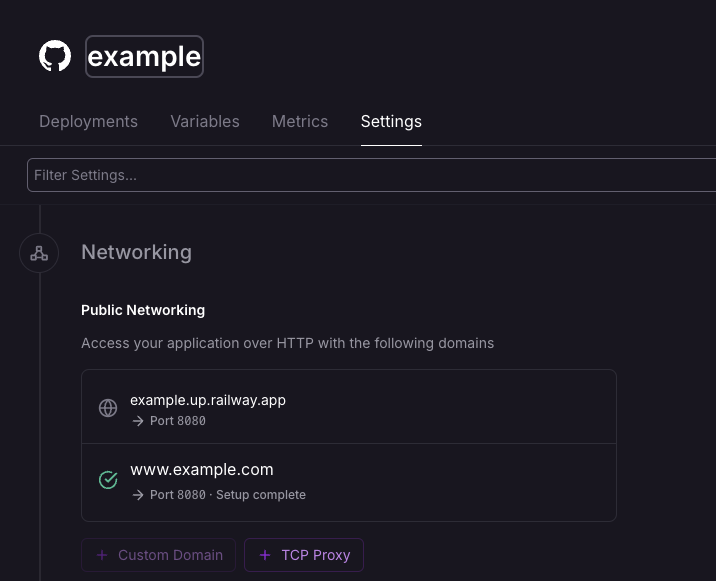 example
Deployments Variables Metrics Settings
Filter Settings...
Networking
Public Networking
Access your application over HTTP with the following domains
example.up.railway.app
→ Port 8080
www.example.com
→ Port 8080 · Setup complete
+ Custom Domain + TCP Proxy